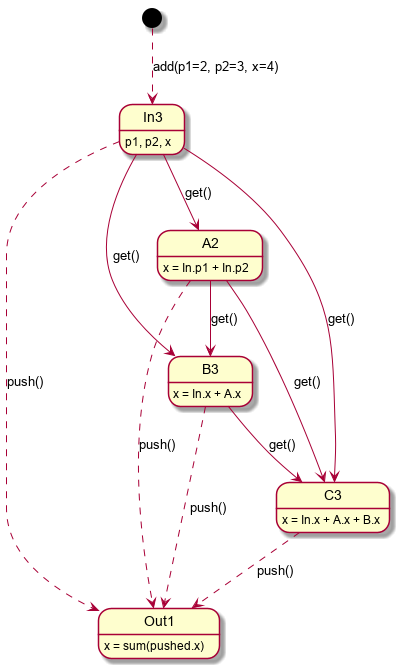 add(p1=2, p2=3, x=4)
In3
p1, p2, x
get()
A2
x = In.p1 + In.p2
get()
get()
get()
B3
x = In.x + A.x
push()
get()
push()
get()
C3
x = In.x + A.x + B.x
push()
push()
Out1
x = sum(pushed.x)